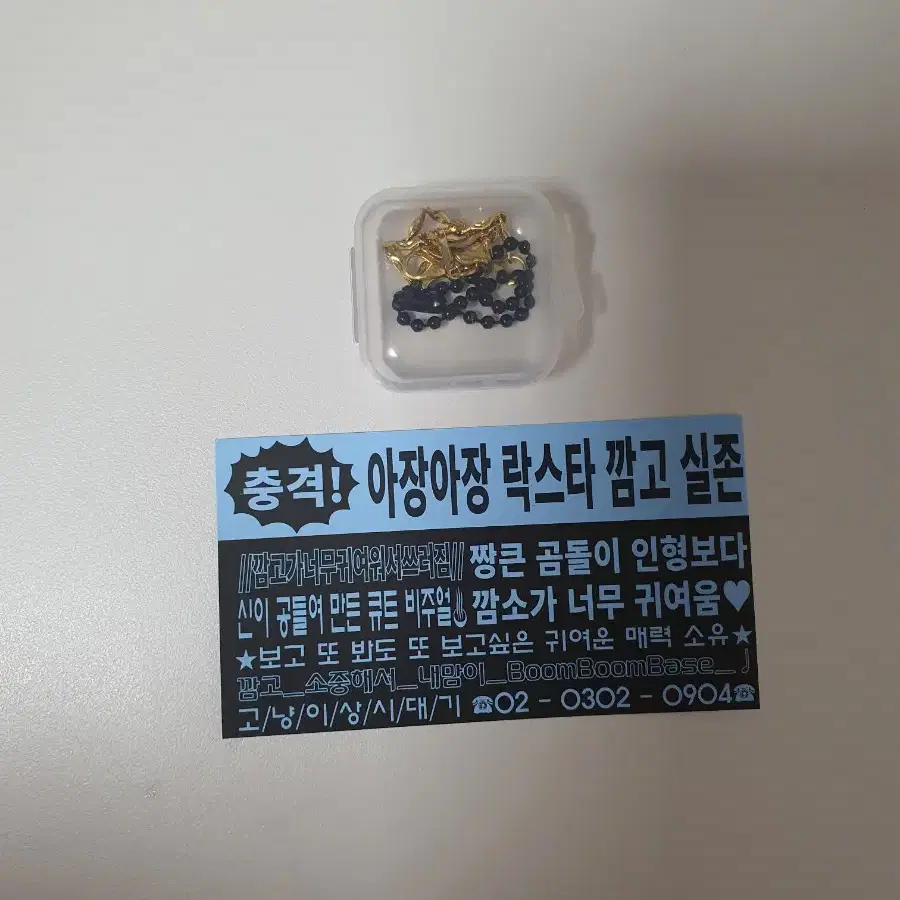 충격! 아장아장 락스타 깜고 실존
//깜고가너무귀여워서쓰러짐// 짱큰 곰돌이 인형보다
신이 공들여 만든 큐트 비주얼 깜소가 너무 귀여움♥
★보고 또 봐도 또 보고싶은 귀여운 매력 소유★
깜고_소중해서_내맘이_BoomBoomBase_♩
고/냥/이/상/시/대/기 ☎02 - 0302 - 0904☎